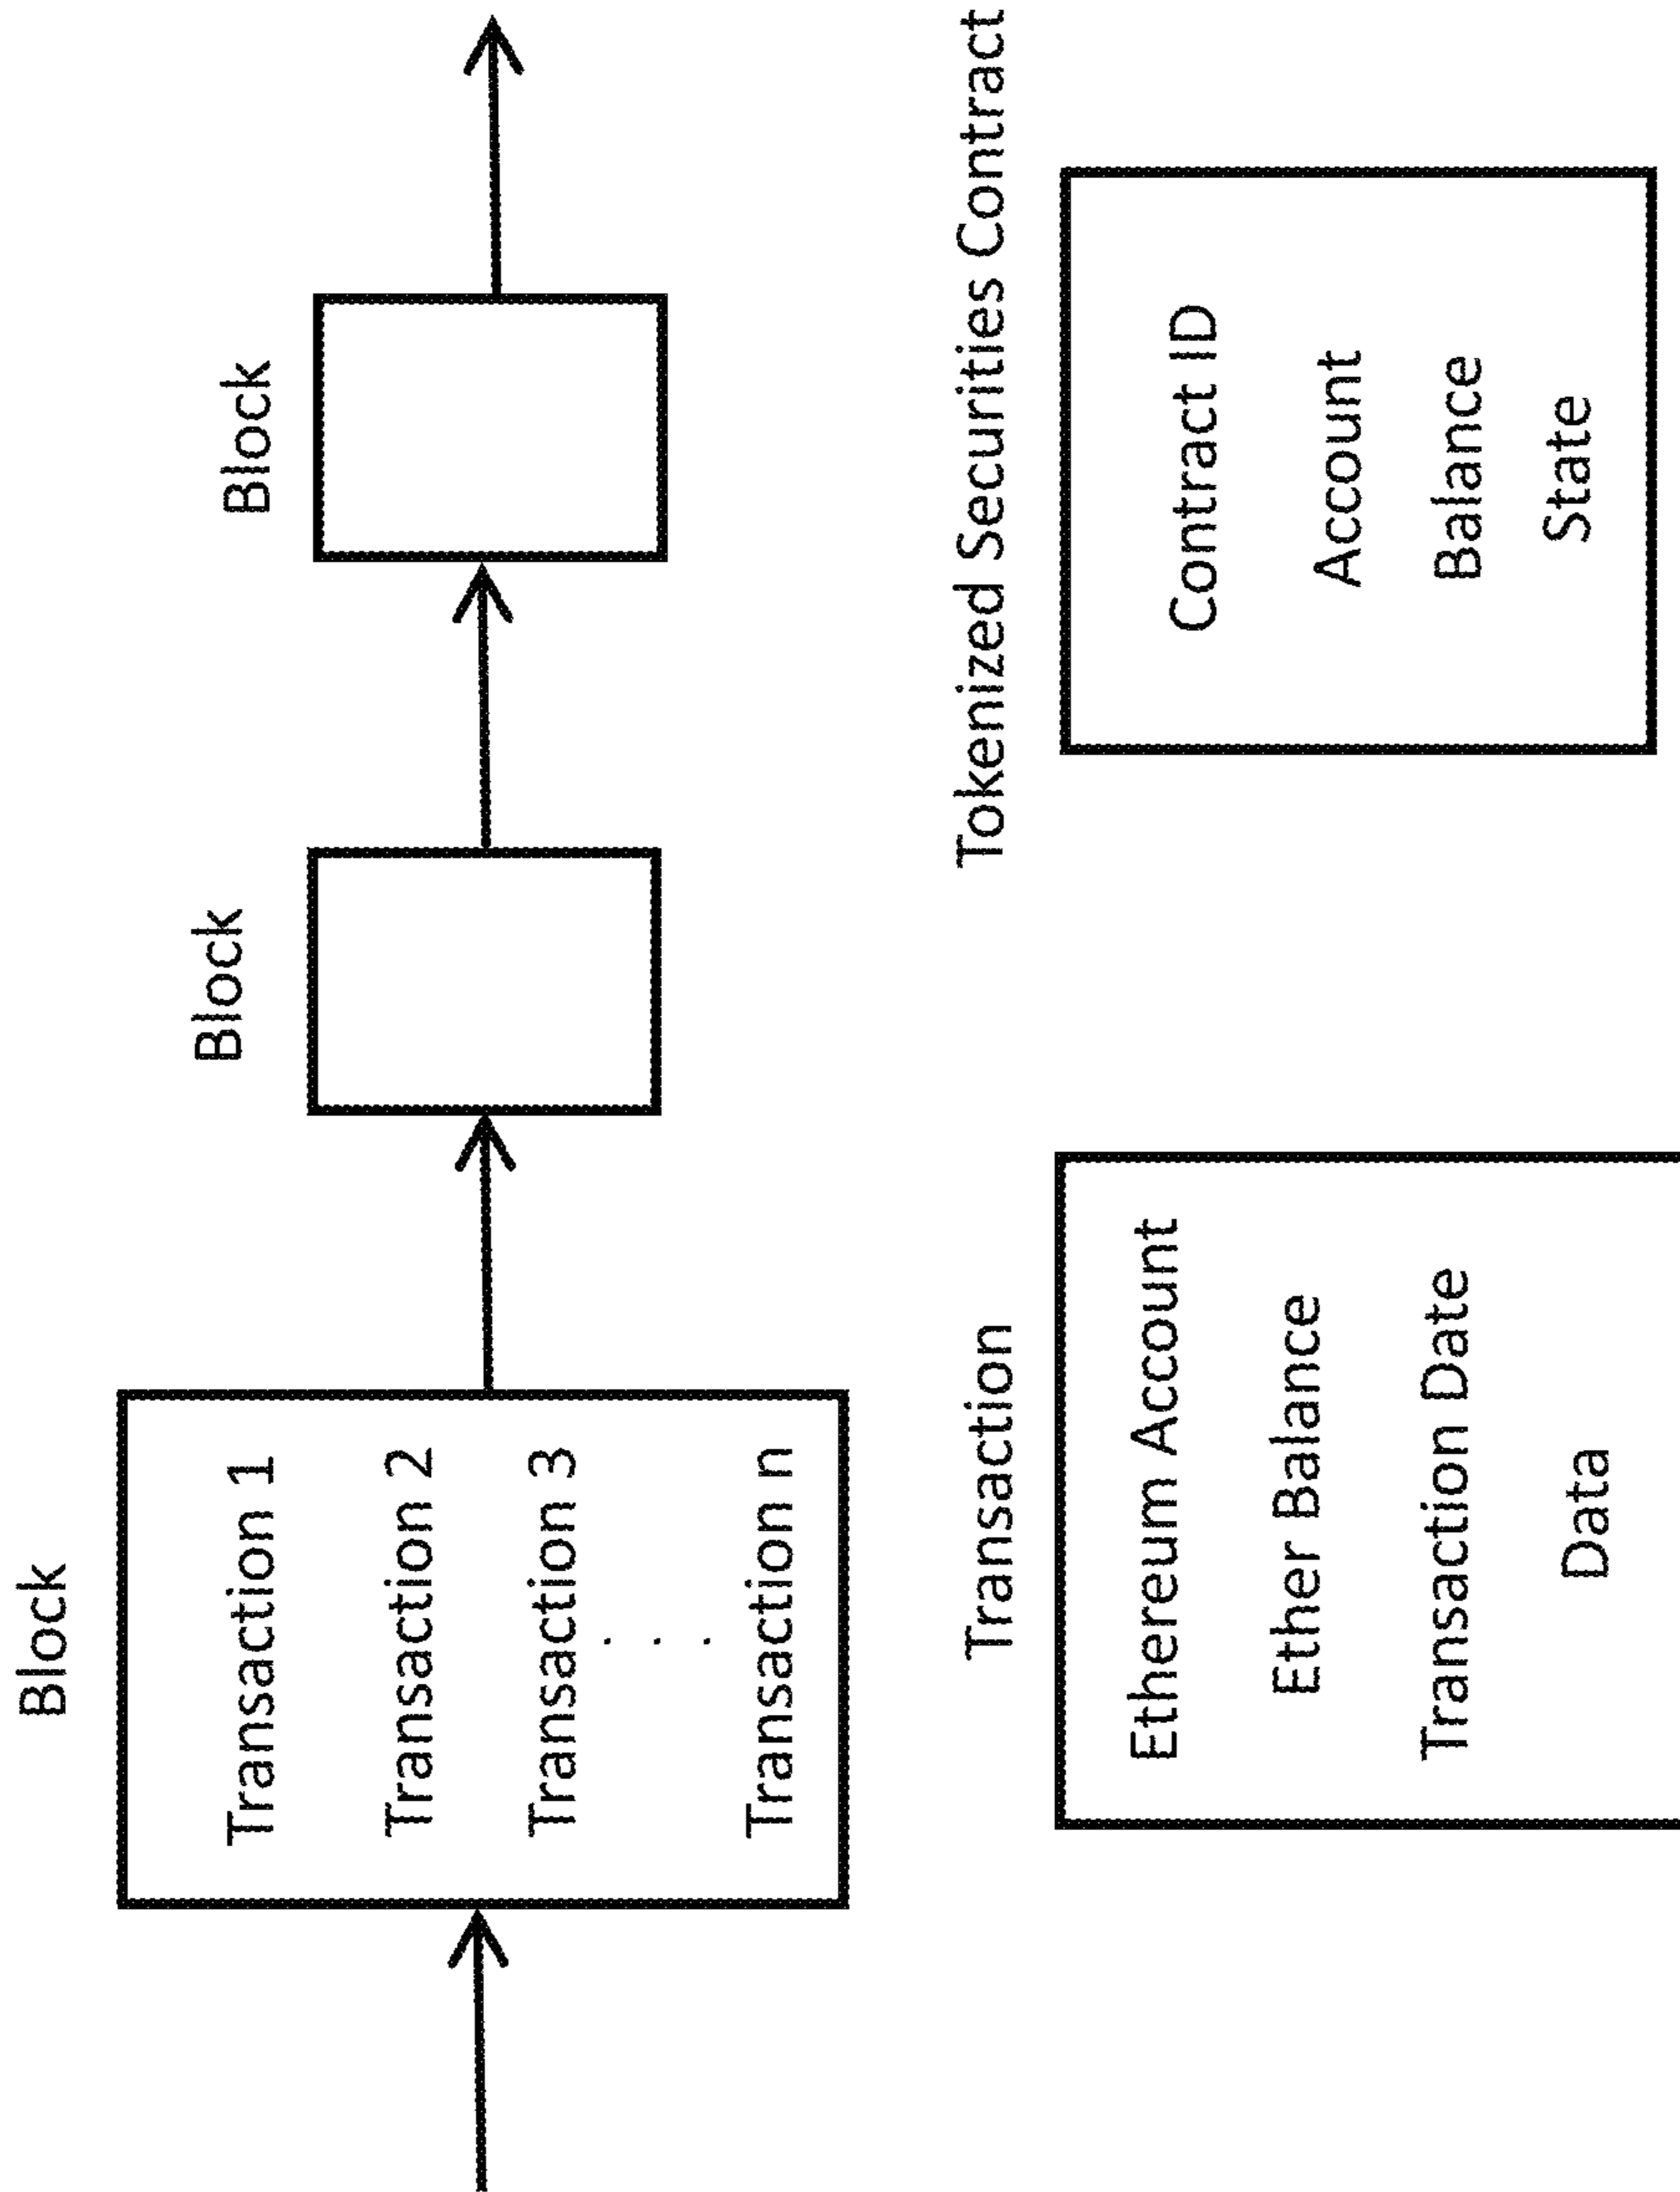 Block
Transaction 1
Transaction 2
Transaction 3
. . .
Transaction n
Block
Block
Transaction
Ethereum Account
Ether Balance
Transaction Date
Data
Tokenized Securities Contract
Contract ID
Account
Balance
State